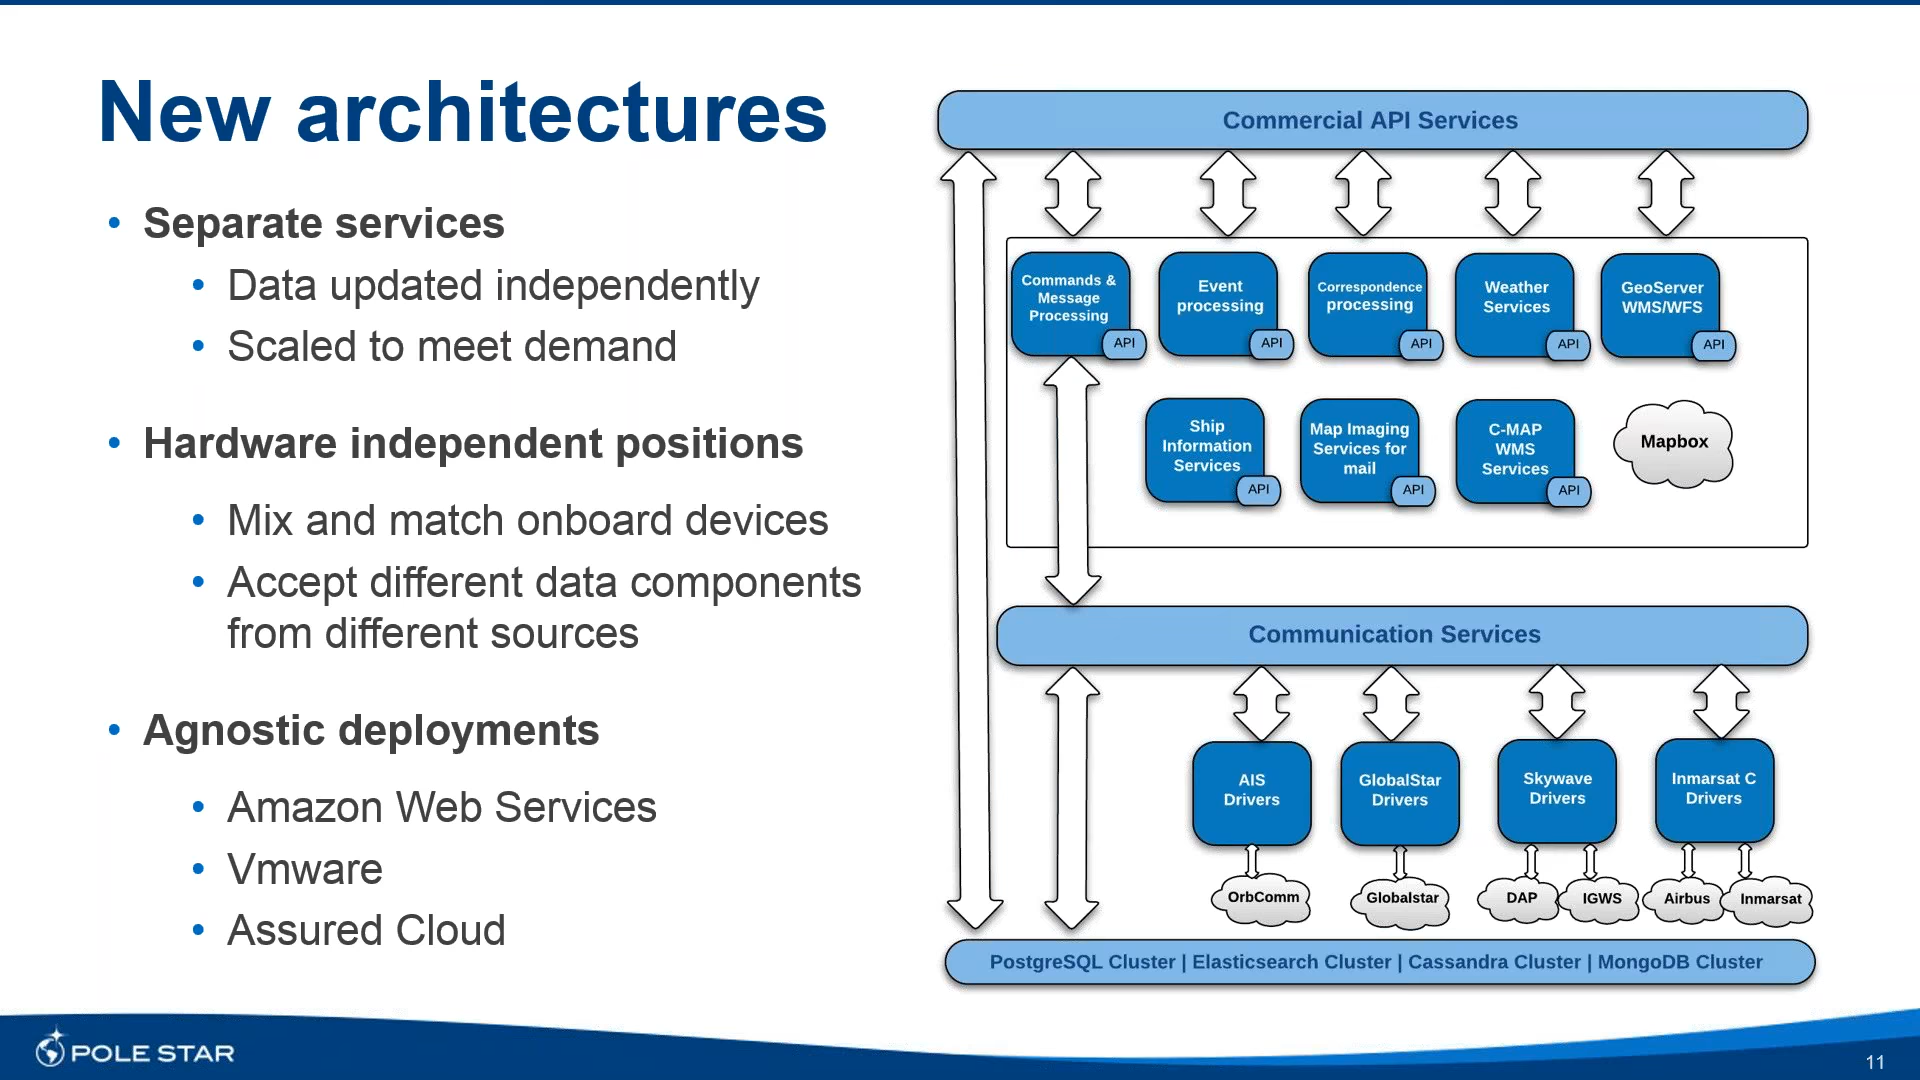 New architectures
• Separate services
• Data updated independently
• Scaled to meet demand
• Hardware independent positions
• Mix and match onboard devices
• Accept different data components
from different sources
• Agnostic deployments
• Amazon Web Services
• Vmware
• Assured Cloud
Commercial API Services
Commands &
Message
Processing
API
Event
processing
API
Correspondence
processing
API
Weather
Services
API
GeoServer
WMS/WFS
API
Ship
Information
Services
API
Map Imaging
Services for
mail
API
C-MAP
WMS
Services
API
Mapbox
Communication Services
AIS
Drivers
GlobalStar
Drivers
Skywave
Drivers
Inmarsat C
Drivers
OrbComm
Globalstar
DAP
IGWS
Airbus
Inmarsat
PostgreSQL Cluster | Elasticsearch Cluster | Cassandra Cluster | MongoDB Cluster
POLE STAR
11